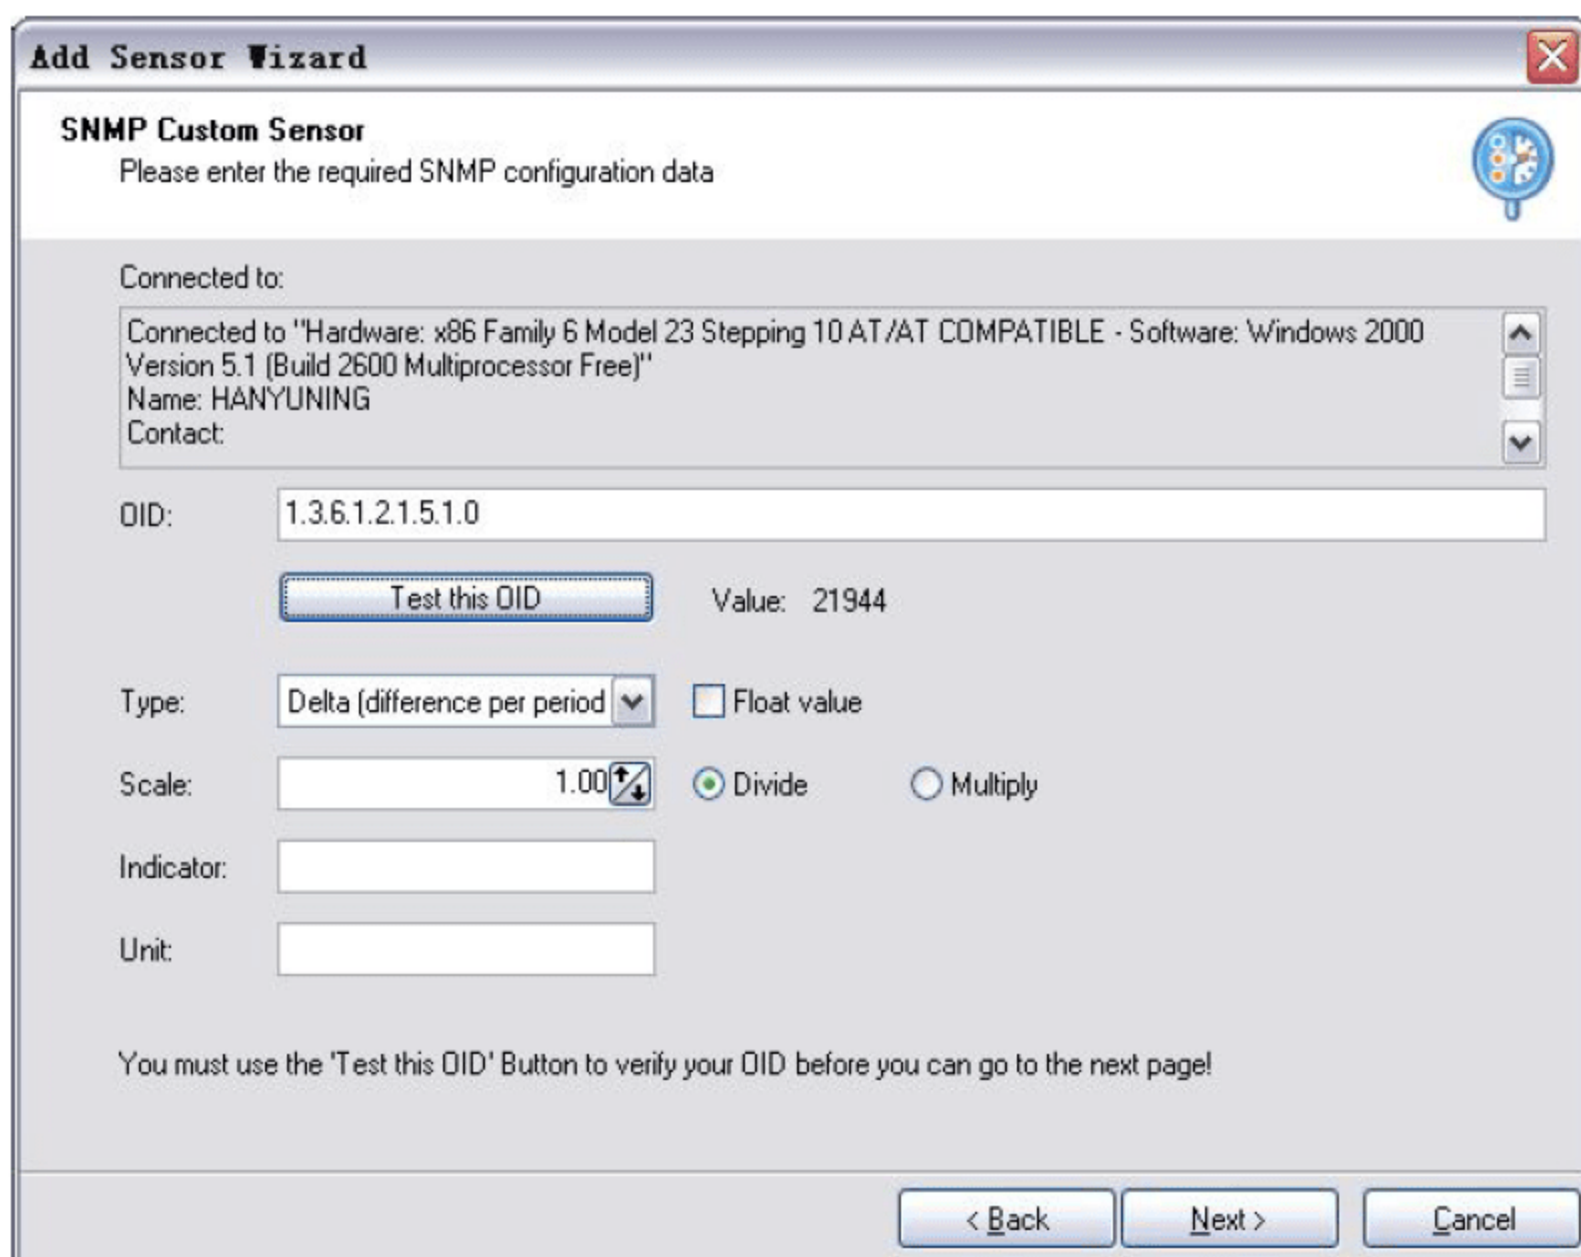 Add Sensor Wizard
SNMP Custom Sensor
Please enter the required SNMP configuration data
Connected to:
Connected to "Hardware: x86 Family 6 Model 23 Stepping 10 AT/AT COMPATIBLE - Software: Windows 2000
Version 5.1 (Build 2600 Multiprocessor Free)"
Name: HANYUNING
Contact:
OID: 1.3.6.1.2.1.5.1.0
Test this OID Value: 21944
Type: Delta (difference per period Float value
Scale: 1.00 Divide Multiply
Indicator:
Unit:
You must use the 'Test this OID' Button to verify your OID before you can go to the next page!
< Back Next > Cancel